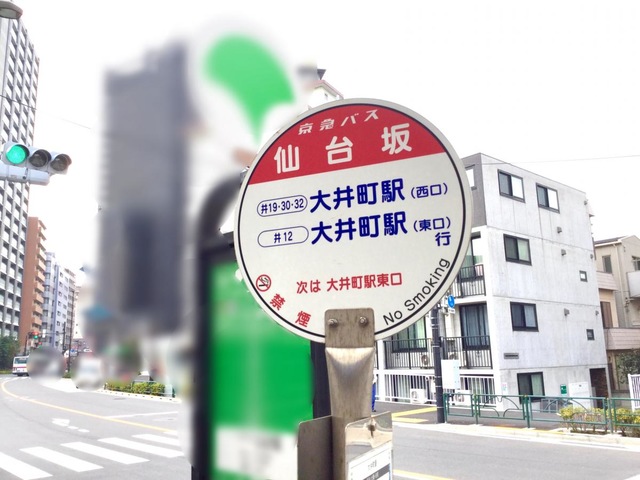 京急バス
仙台坂
井19·30·32 大井町駅(西口)
井12 大井町駅(東口)
行
次は 大井町駅東口
禁煙
No Smoking